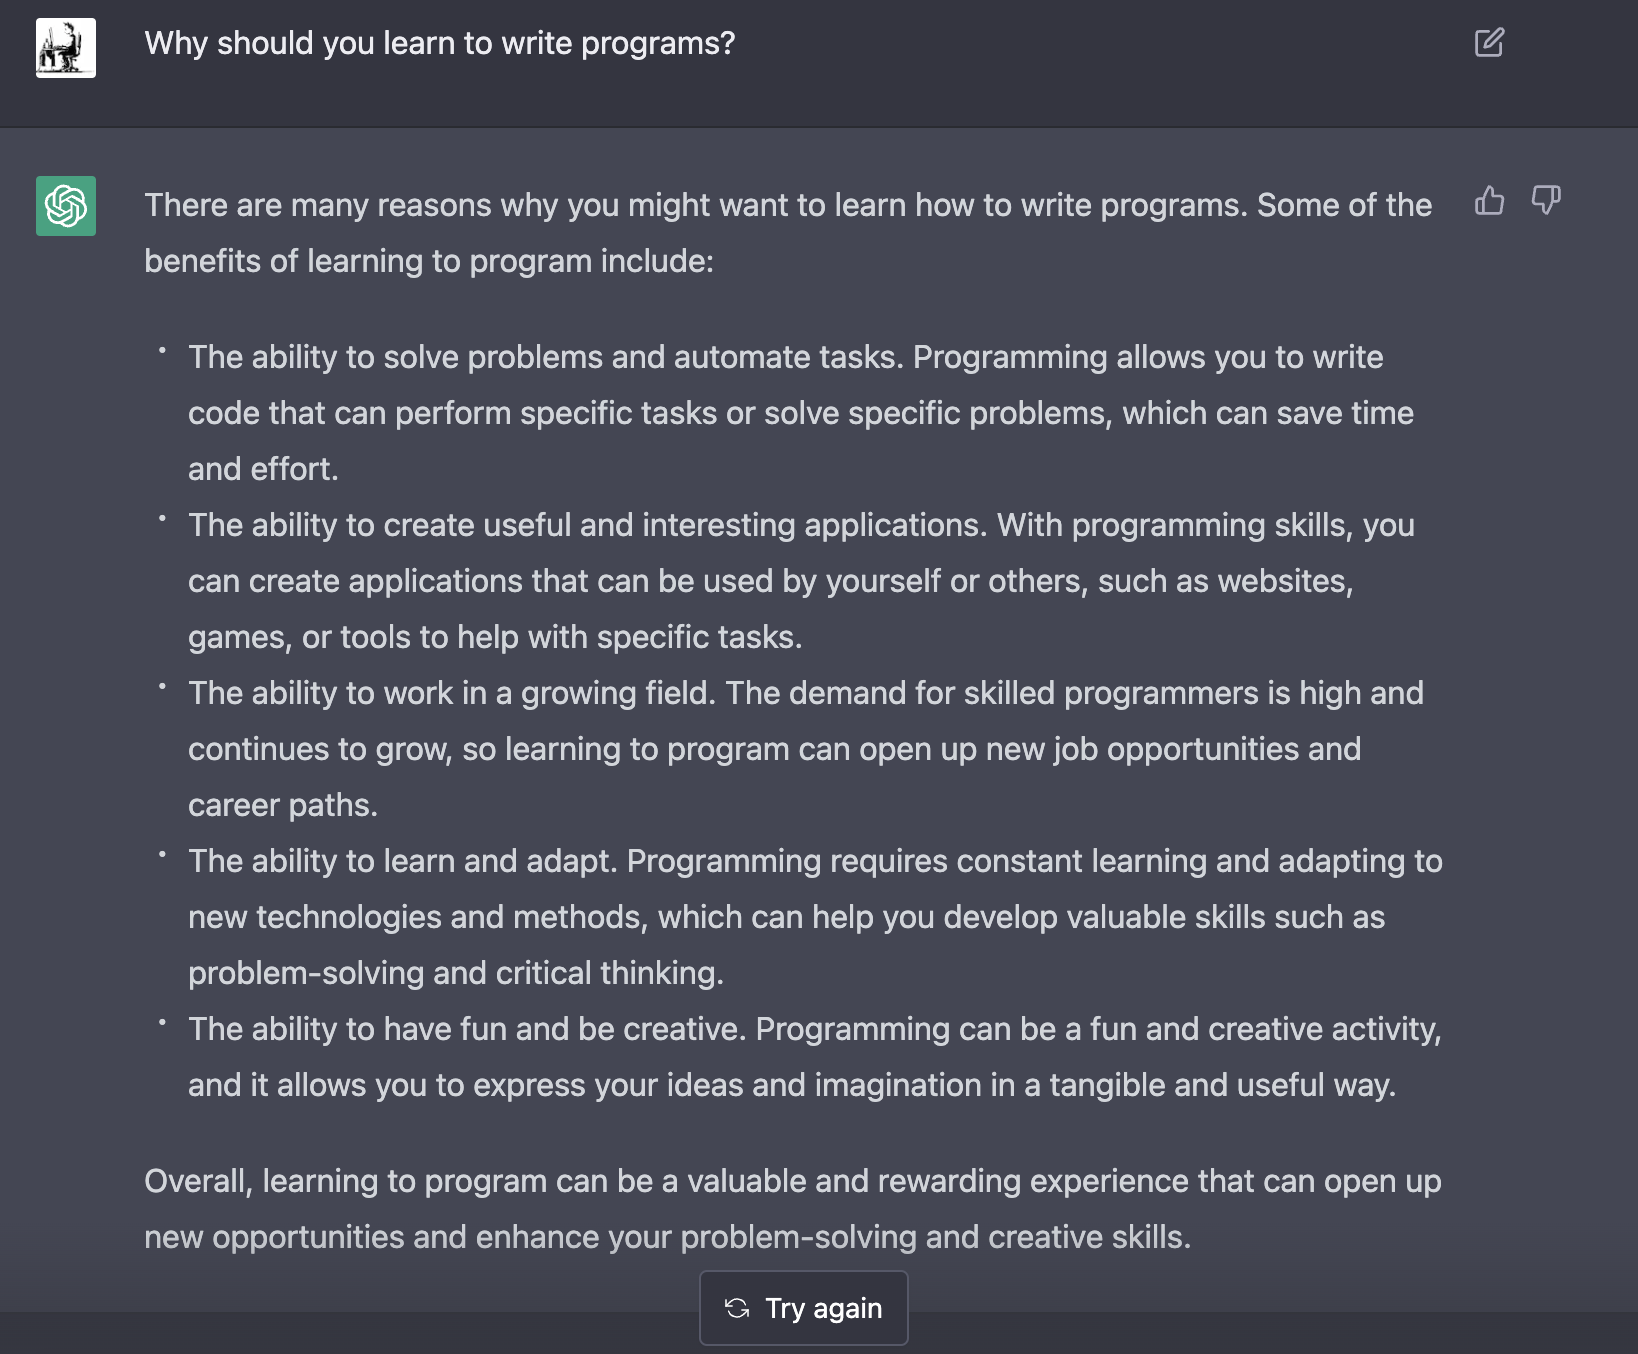 Why should you learn to write programs?
There are many reasons why you might want to learn how to write programs. Some of the
benefits of learning to program include:
• The ability to solve problems and automate tasks. Programming allows you to write
code that can perform specific tasks or solve specific problems, which can save time
and effort.
• The ability to create useful and interesting applications. With programming skills, you
can create applications that can be used by yourself or others, such as websites,
games, or tools to help with specific tasks.
• The ability to work in a growing field. The demand for skilled programmers is high and
continues to grow, so learning to program can open up new job opportunities and
career paths.
• The ability to learn and adapt. Programming requires constant learning and adapting to
new technologies and methods, which can help you develop valuable skills such as
problem-solving and critical thinking.
• The ability to have fun and be creative. Programming can be a fun and creative activity,
and it allows you to express your ideas and imagination in a tangible and useful way.
Overall, learning to program can be a valuable and rewarding experience that can open up
new opportunities and enhance your problem-solving and creative skills.
Try again